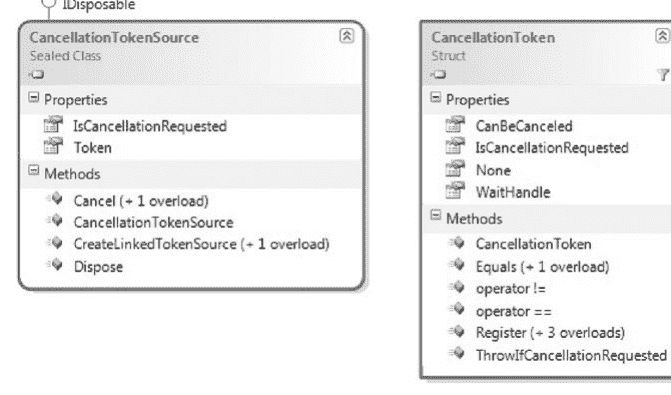 IDisposable
CancellationTokenSource
Sealed Class
Properties
IsCancellationRequested
Token
Methods
Cancel (+ 1 overload)
CancellationTokenSource
CreateLinkedTokenSource (+ 1 overload)
Dispose
CancellationToken
Struct
Properties
CanBeCanceled
IsCancellationRequested
None
WaitHandle
Methods
CancellationToken
Equals (+ 1 overload)
operator !=
operator ==
Register (+ 3 overloads)
ThrowIfCancellationRequested